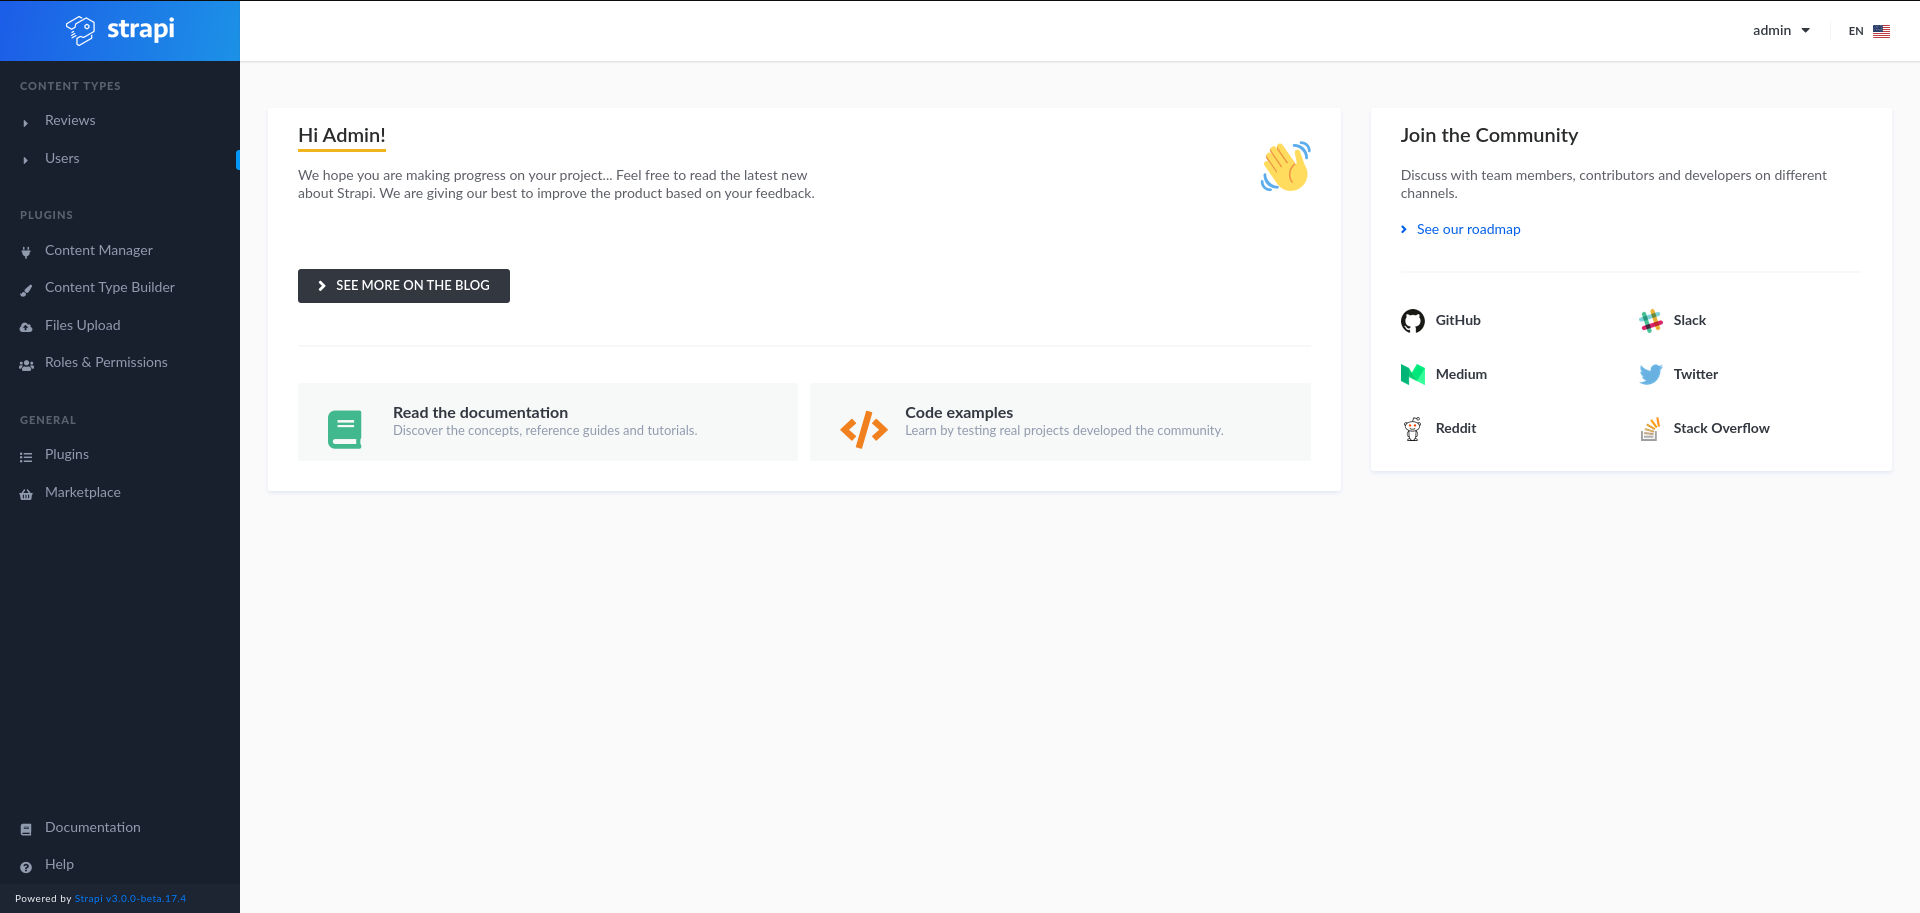 strapi
admin
EN
CONTENT TYPES
Reviews
Users
PLUGINS
Content Manager
Content Type Builder
Files Upload
Roles & Permissions
GENERAL
Plugins
Marketplace
Documentation
Help
Powered by Strapi v3.0.0-beta.17.4
Hi Admin!
We hope you are making progress on your project... Feel free to read the latest new
about Strapi. We are giving our best to improve the product based on your feedback.
SEE MORE ON THE BLOG
Read the documentation
Discover the concepts, reference guides and tutorials.
Code examples
Learn by testing real projects developed the community.
Join the Community
Discuss with team members, contributors and developers on different
channels.
See our roadmap
GitHub
Slack
Medium
Twitter
Reddit
Stack Overflow